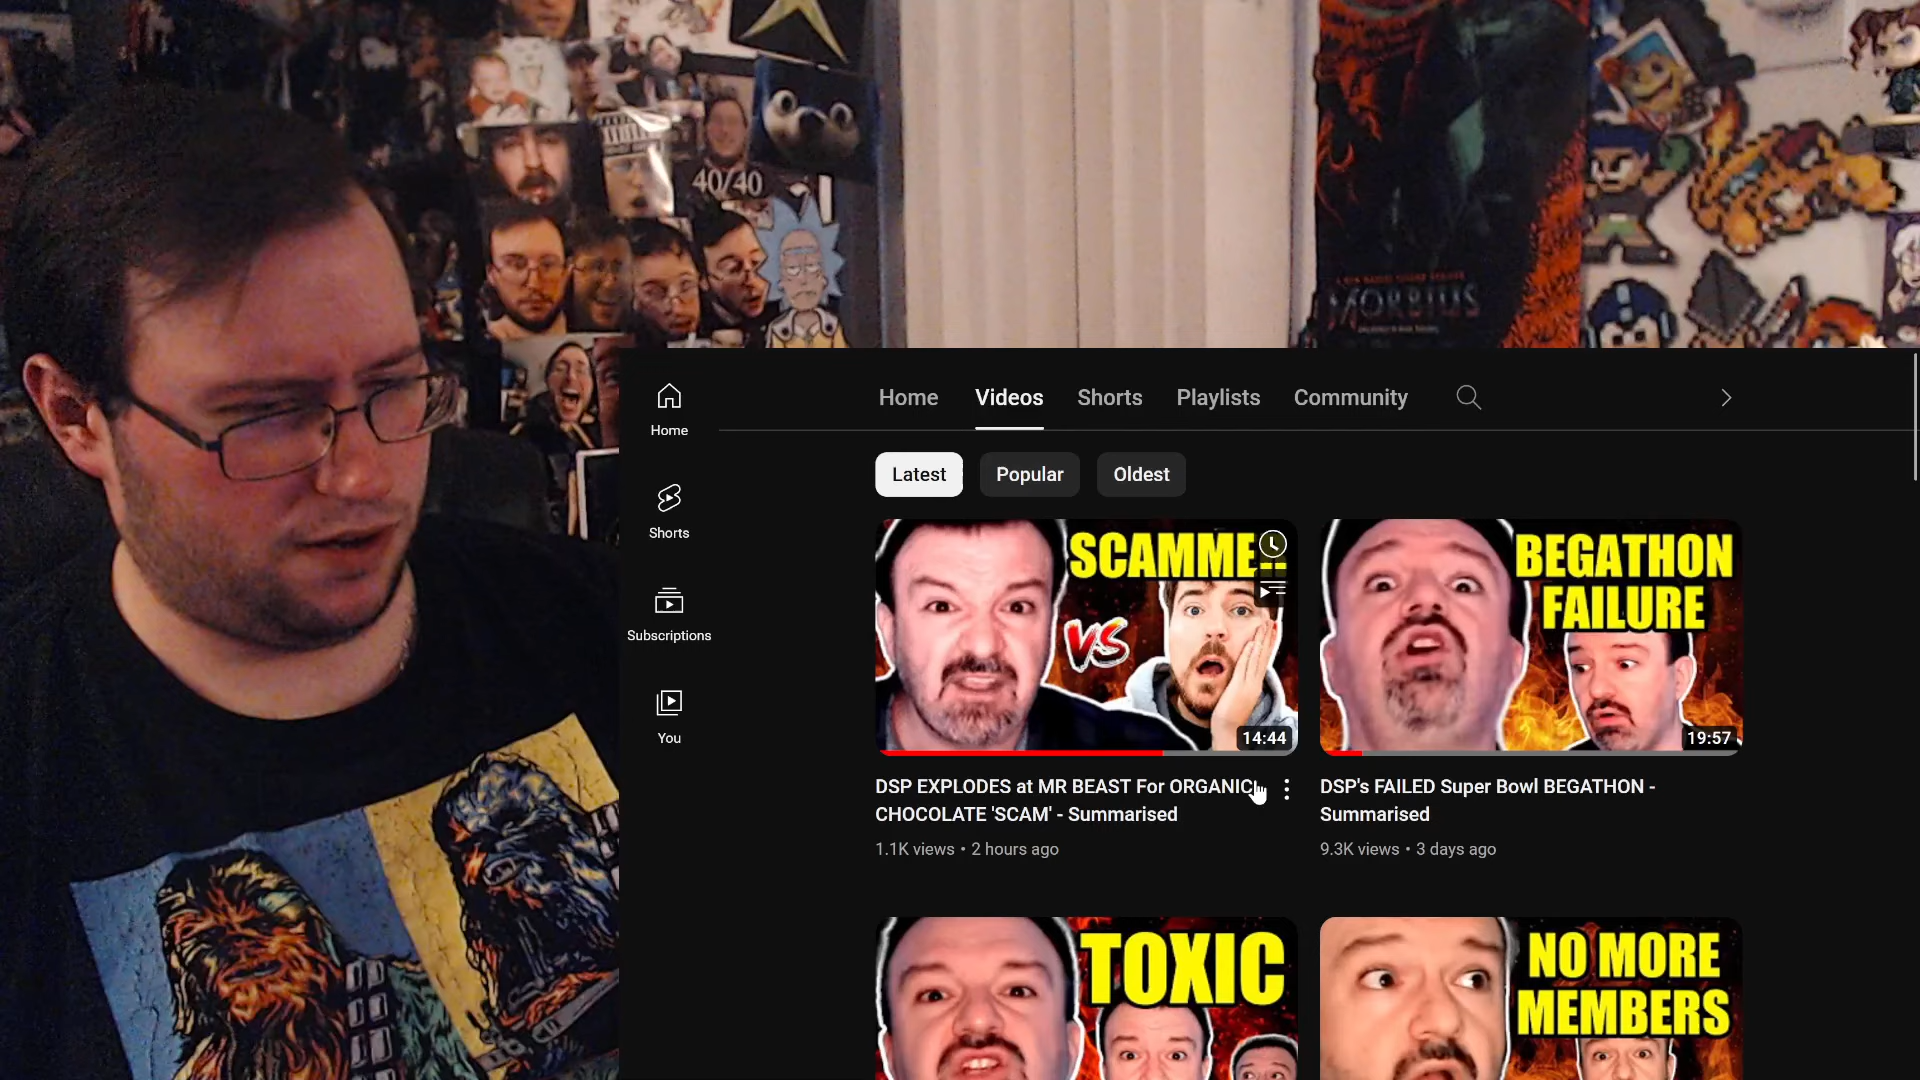 40/40
MORBIUS
Home
Videos
Shorts
Playlists
Community
Home
Latest
Popular
Oldest
Shorts
SCAMME
VS
14:44
BEGATHON
FAILURE
19:57
Subscriptions
You
DSP EXPLODES at MR BEAST For ORGANIC
CHOCOLATE 'SCAM' - Summarised
1.1K views • 2 hours ago
DSP's FAILED Super Bowl BEGATHON -
Summarised
9.3K views • 3 days ago
TOXIC
NO MORE
MEMBERS